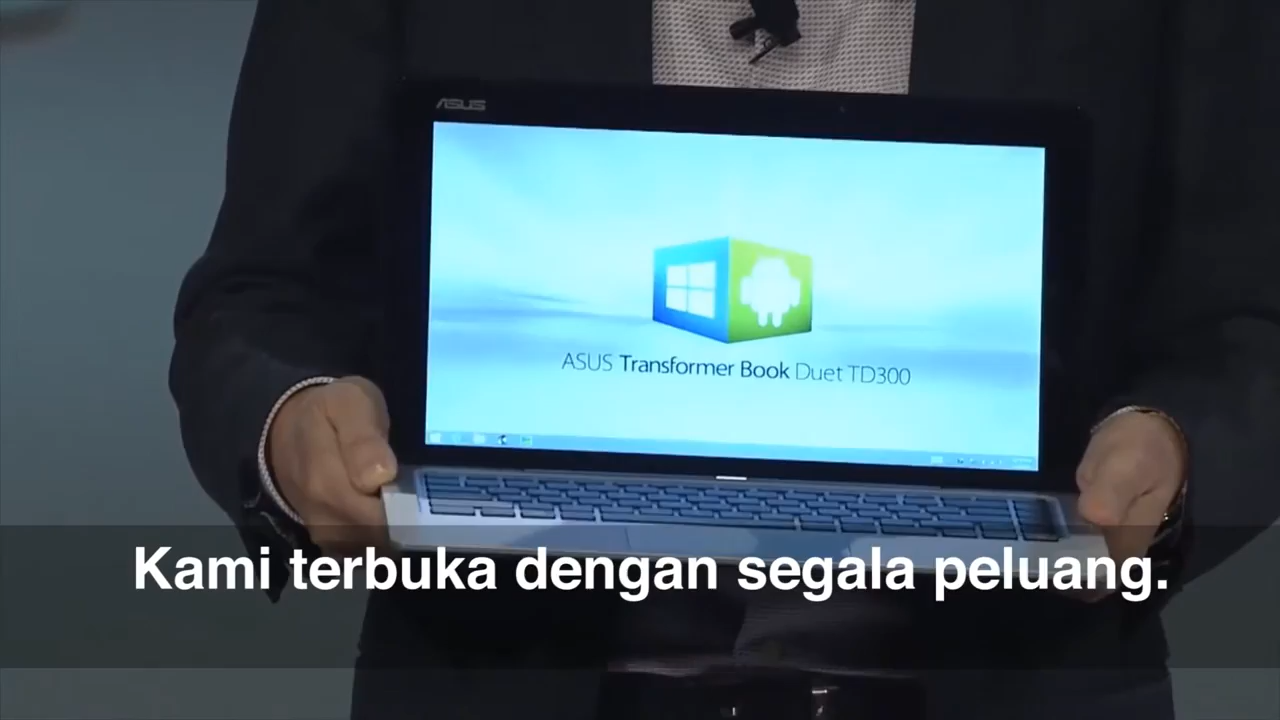 ASUS
ASUS Transformer Book Duet TD300
Kami terbuka dengan segala peluang.